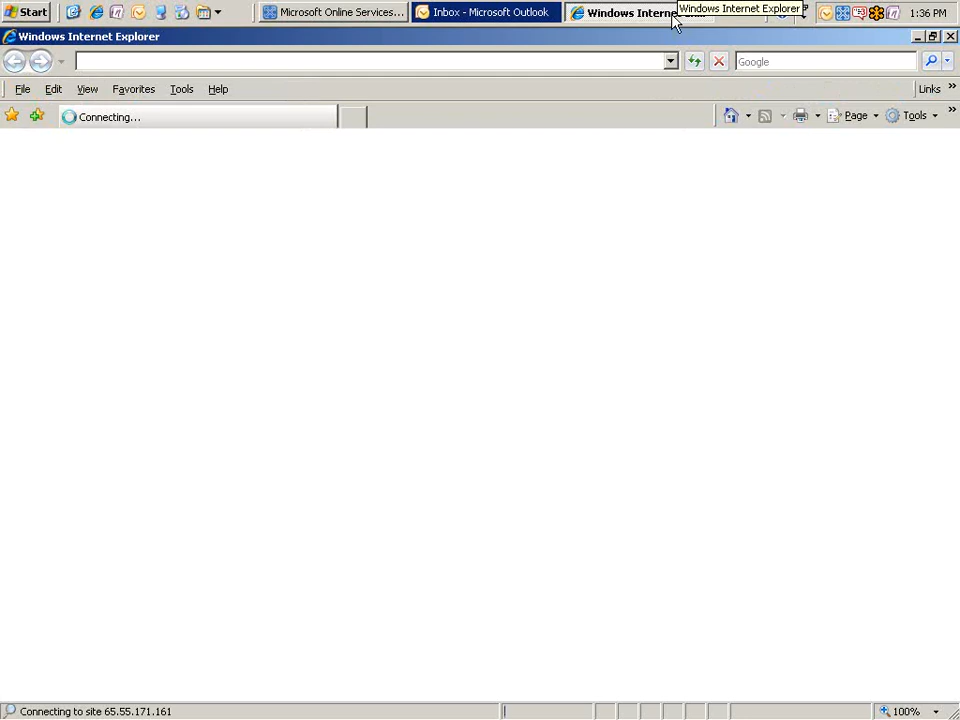 Start
Microsoft Online Services...
Inbox - Microsoft Outlook
Windows Interne
Windows Internet Explorer
1:36 PM
Windows Internet Explorer
Google
File Edit View Favorites Tools Help
Links »
Connecting...
Page Tools »
Connecting to site 65.55.171.161
100%